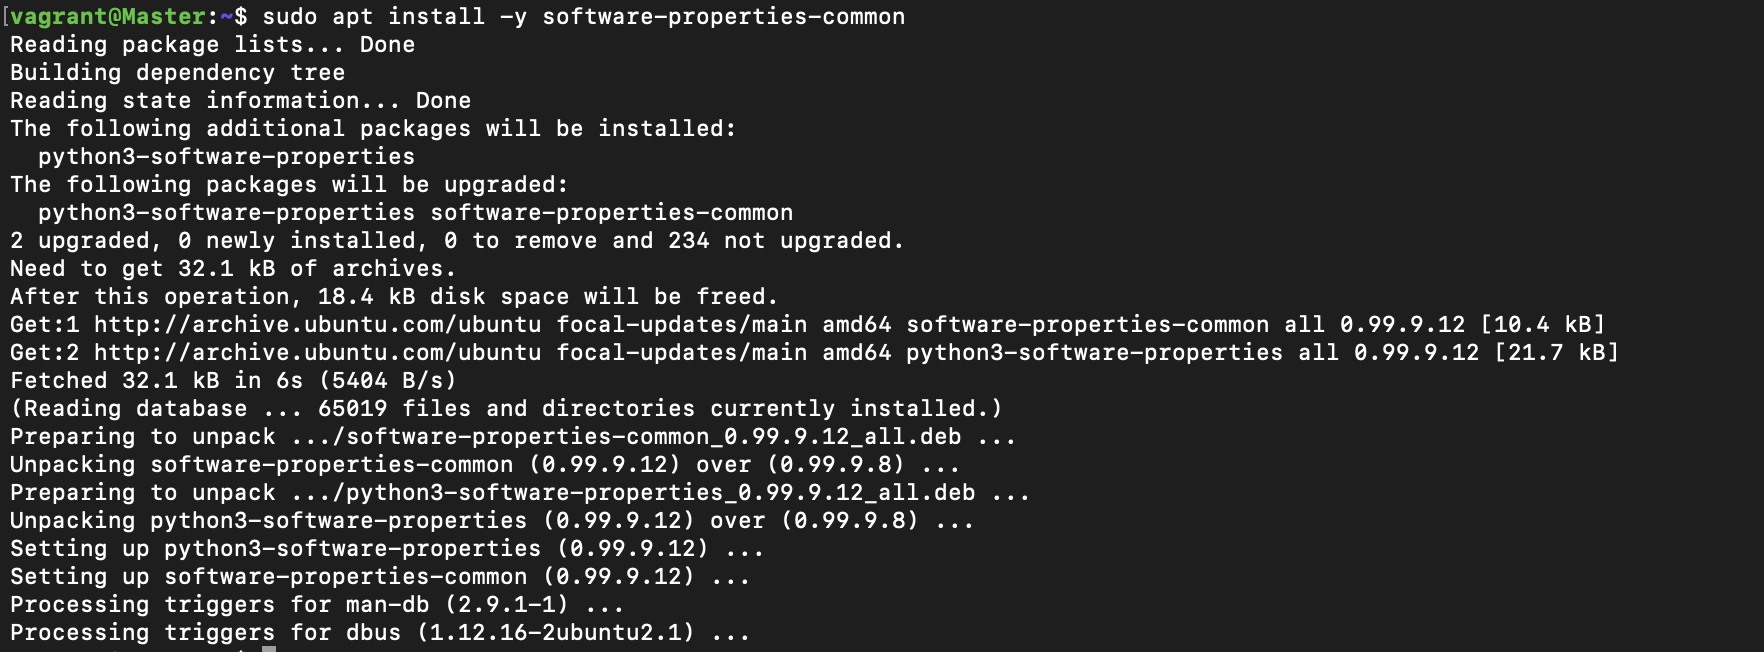 [vagrant@Master:~$ sudo apt install -y software-properties-common
Reading package lists... Done
Building dependency tree
Reading state information... Done
The following additional packages will be installed:
  python3-software-properties
The following packages will be upgraded:
  python3-software-properties software-properties-common
2 upgraded, 0 newly installed, 0 to remove and 234 not upgraded.
Need to get 32.1 kB of archives.
After this operation, 18.4 kB disk space will be freed.
Get:1 http://archive.ubuntu.com/ubuntu focal-updates/main amd64 software-properties-common all 0.99.9.12 [10.4 kB]
Get:2 http://archive.ubuntu.com/ubuntu focal-updates/main amd64 python3-software-properties all 0.99.9.12 [21.7 kB]
Fetched 32.1 kB in 6s (5404 B/s)
(Reading database ... 65019 files and directories currently installed.)
Preparing to unpack .../software-properties-common_0.99.9.12_all.deb ...
Unpacking software-properties-common (0.99.9.12) over (0.99.9.8) ...
Preparing to unpack .../python3-software-properties_0.99.9.12_all.deb ...
Unpacking python3-software-properties (0.99.9.12) over (0.99.9.8) ...
Setting up python3-software-properties (0.99.9.12) ...
Setting up software-properties-common (0.99.9.12) ...
Processing triggers for man-db (2.9.1-1) ...
Processing triggers for dbus (1.12.16-2ubuntu2.1) ...